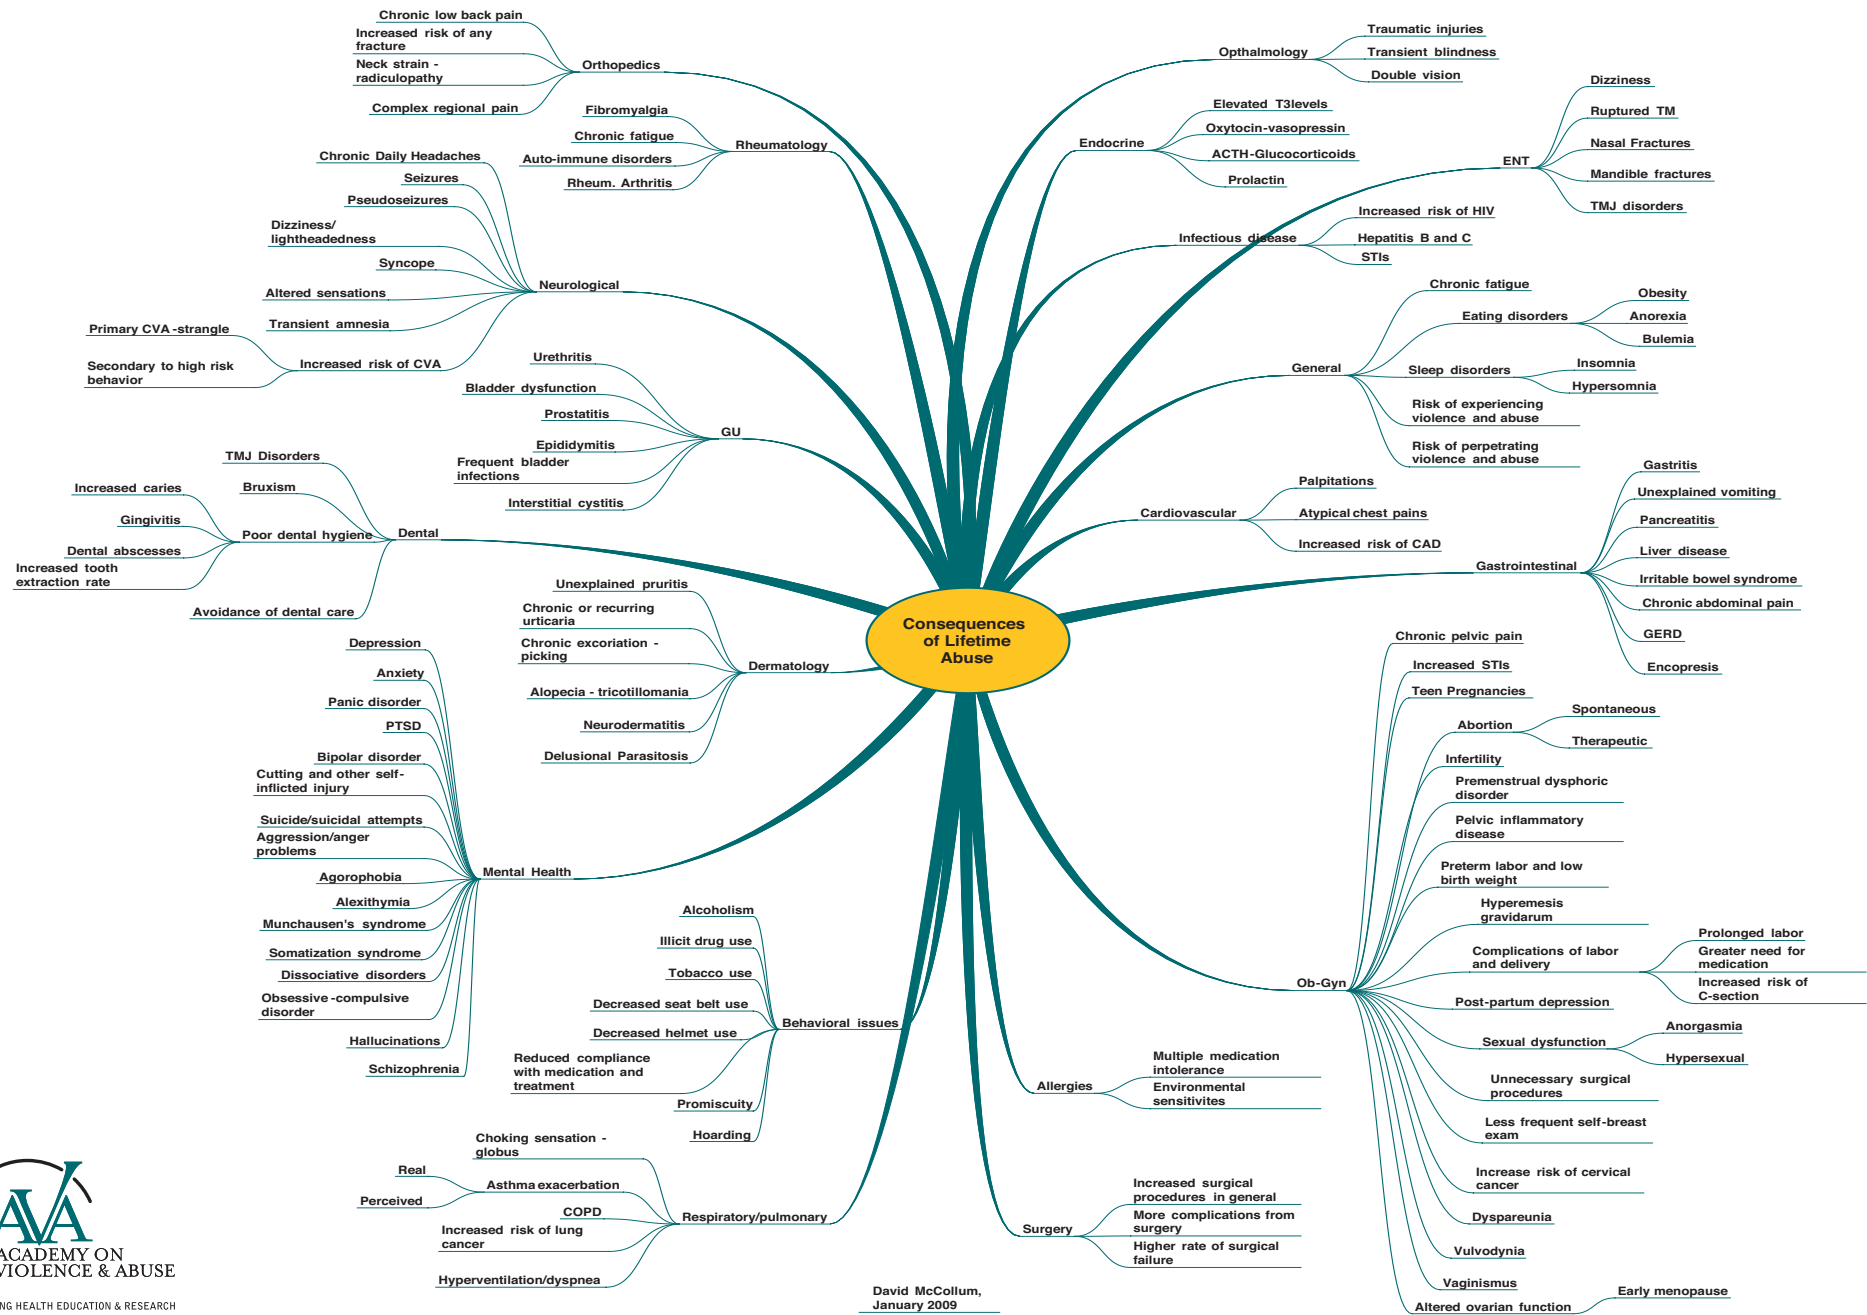 Chronic low back pain
Increased risk of any
fracture
Neck strain -
radiculopathy
Complex regional pain
Orthopedics
Fibromyalgia
Chronic fatigue
Auto-immune disorders
Rheum. Arthritis
Rheumatology
Chronic Daily Headaches
Seizures
Pseudoseizures
Dizziness/
lightheadedness
Syncope
Altered sensations
Transient amnesia
Primary CVA -strangle
Secondary to high risk
behavior
Increased risk of CVA
Neurological
Urethritis
Bladder dysfunction
Prostatitis
Epididymitis
Frequent bladder
infections
Interstitial cystitis
GU
TMJ Disorders
Bruxism
Increased caries
Gingivitis
Dental abscesses
Increased tooth
extraction rate
Poor dental hygiene
Avoidance of dental care
Dental
Unexplained pruritis
Chronic or recurring
urticaria
Chronic excoriation -
picking
Alopecia - tricotillomania
Neurodermatitis
Delusional Parasitosis
Dermatology
Depression
Anxiety
Panic disorder
PTSD
Bipolar disorder
Cutting and other self-
inflicted injury
Suicide/suicidal attempts
Aggression/anger
problems
Agorophobia
Alexithymia
Munchausen's syndrome
Somatization syndrome
Dissociative disorders
Obsessive -compulsive
disorder
Hallucinations
Schizophrenia
Mental Health
Alcoholism
Illicit drug use
Tobacco use
Decreased seat belt use
Decreased helmet use
Reduced compliance
with medication and
treatment
Promiscuity
Hoarding
Behavioral issues
Choking sensation -
globus
Real
Perceived
Asthma exacerbation
COPD
Increased risk of lung
cancer
Hyperventilation/dyspnea
Respiratory/pulmonary
Consequences
of Lifetime
Abuse
Opthalmology
Traumatic injuries
Transient blindness
Double vision
Endocrine
Elevated T3levels
Oxytocin-vasopressin
ACTH-Glucocorticoids
Prolactin
ENT
Dizziness
Ruptured TM
Nasal Fractures
Mandible fractures
TMJ disorders
Infectious disease
Increased risk of HIV
Hepatitis B and C
STIs
General
Chronic fatigue
Eating disorders
Obesity
Anorexia
Bulemia
Sleep disorders
Insomnia
Hypersomnia
Risk of experiencing
violence and abuse
Risk of perpetrating
violence and abuse
Cardiovascular
Palpitations
Atypical chest pains
Increased risk of CAD
Gastrointestinal
Gastritis
Unexplained vomiting
Pancreatitis
Liver disease
Irritable bowel syndrome
Chronic abdominal pain
GERD
Encopresis
Ob-Gyn
Chronic pelvic pain
Increased STIs
Teen Pregnancies
Abortion
Spontaneous
Therapeutic
Infertility
Premenstrual dysphoric
disorder
Pelvic inflammatory
disease
Preterm labor and low
birth weight
Hyperemesis
gravidarum
Complications of labor
and delivery
Prolonged labor
Greater need for
medication
Increased risk of
C-section
Post-partum depression
Sexual dysfunction
Anorgasmia
Hypersexual
Unnecessary surgical
procedures
Less frequent self-breast
exam
Increase risk of cervical
cancer
Dyspareunia
Vulvodynia
Vaginismus
Altered ovarian function
Early menopause
Allergies
Multiple medication
intolerance
Environmental
sensitivites
Surgery
Increased surgical
procedures in general
More complications from
surgery
Higher rate of surgical
failure
David McCollum,
January 2009
AVA
ACADEMY ON
VIOLENCE & ABUSE
NG HEALTH EDUCATION & RESEARCH